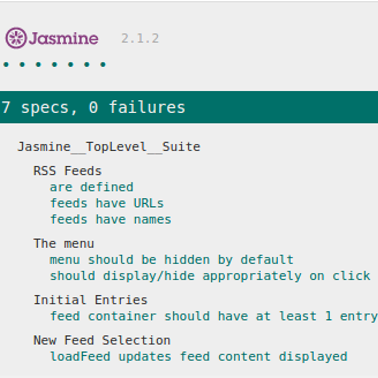 Jasmine 2.1.2
7 specs, 0 failures
Jasmine__TopLevel__Suite
RSS Feeds
are defined
feeds have URLs
feeds have names
The menu
menu should be hidden by default
should display/hide appropriately on click
Initial Entries
feed container should have at least 1 entry
New Feed Selection
loadFeed updates feed content displayed